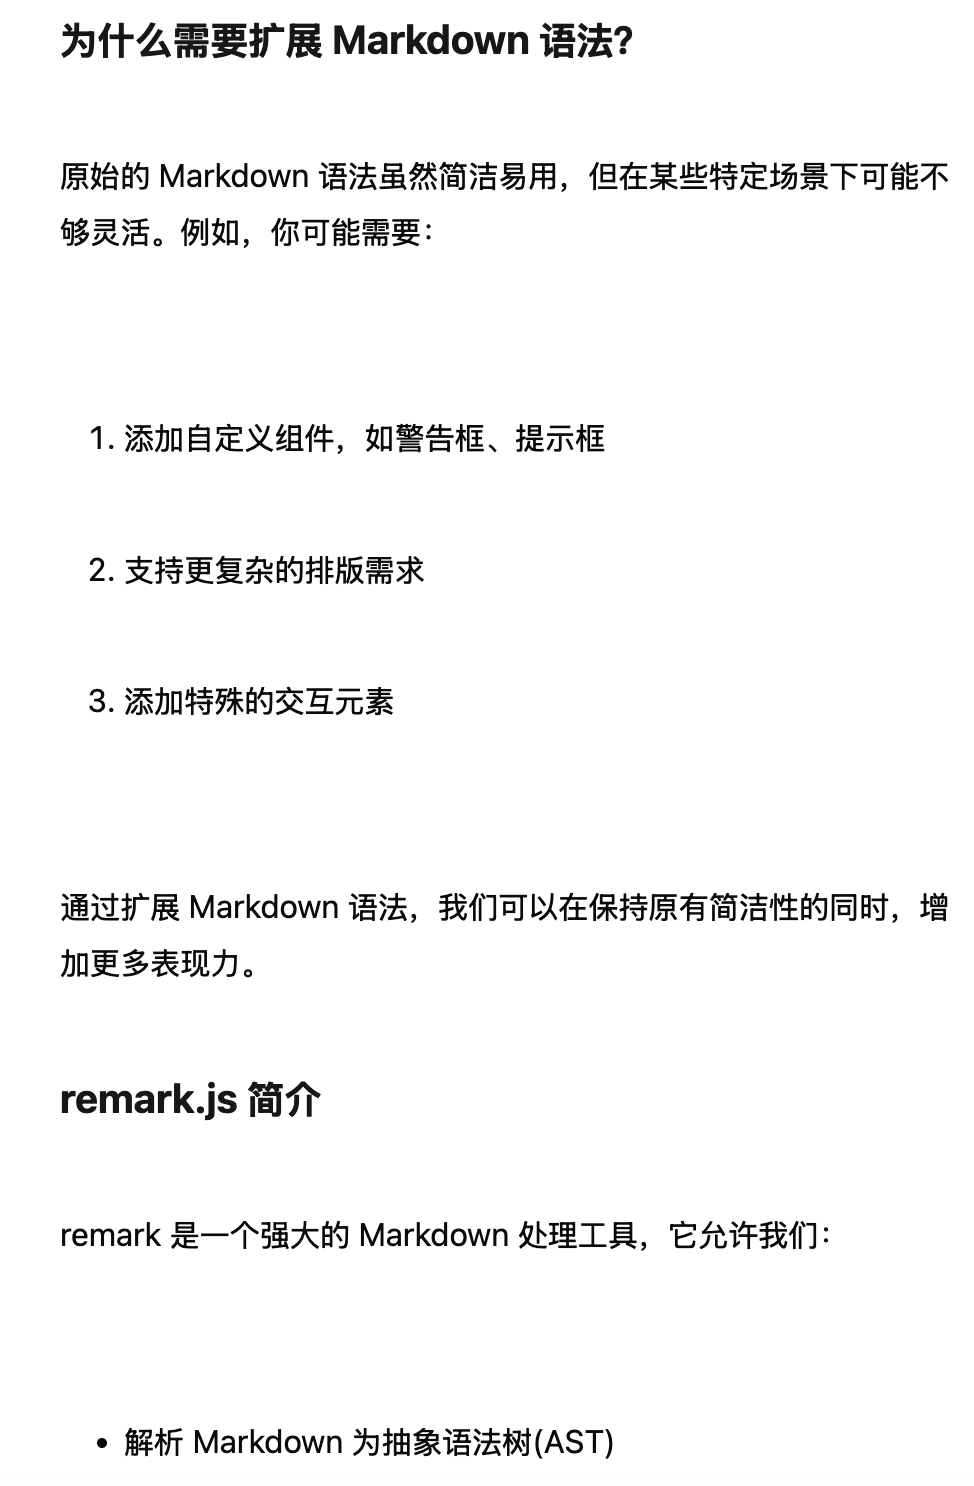 为什么需要扩展 Markdown 语法?
原始的 Markdown 语法虽然简洁易用，但在某些特定场景下可能不
够灵活。例如，你可能需要：
1. 添加自定义组件，如警告框、提示框
2. 支持更复杂的排版需求
3. 添加特殊的交互元素
通过扩展 Markdown 语法，我们可以在保持原有简洁性的同时，增
加更多表现力。
remark.js 简介
remark 是一个强大的 Markdown 处理工具，它允许我们：
• 解析 Markdown 为抽象语法树(AST)